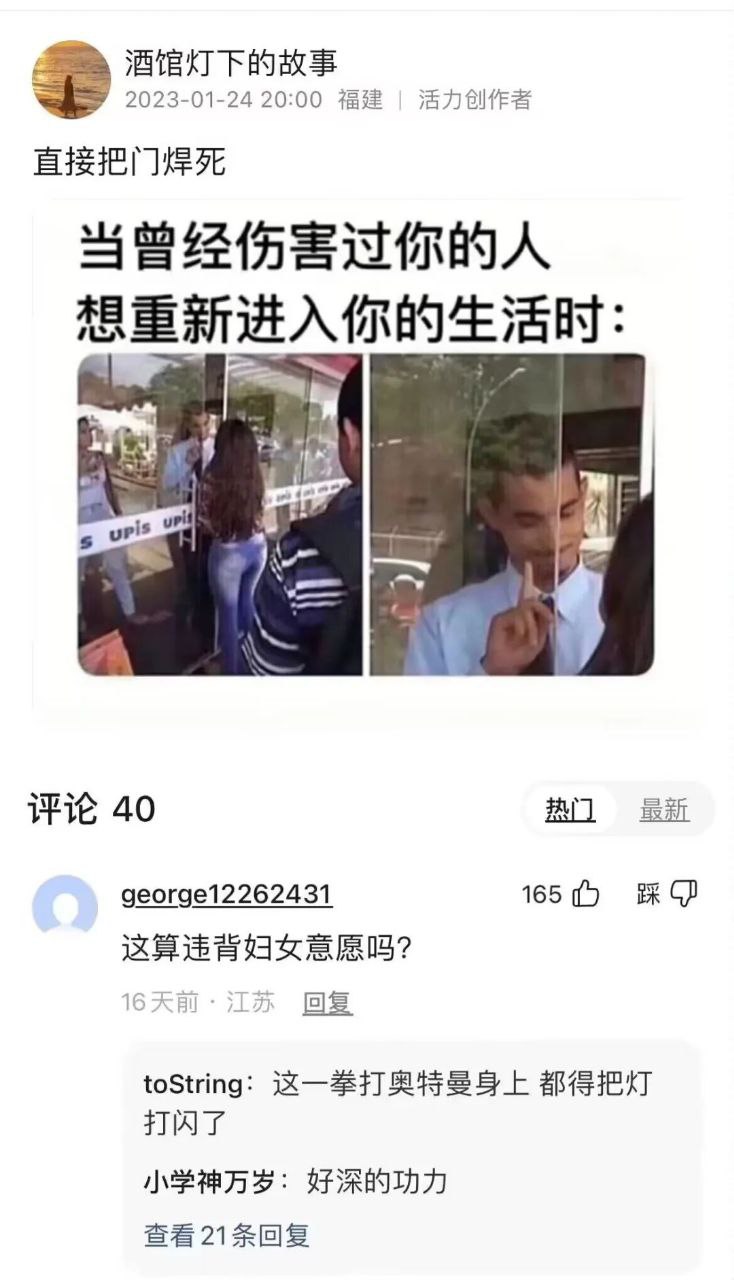 酒馆灯下的故事
2023-01-24 20:00 福建 | 活力创作者
直接把门焊死
当曾经伤害过你的人
想重新进入你的生活时：
S UPIS UPIS
评论 40
热门 最新
george12262431
165 踩
这算违背妇女意愿吗？
16天前 · 江苏 回复
toString：这一拳打奥特曼身上 都得把灯
打闪了
小学神万岁：好深的功力
查看21条回复